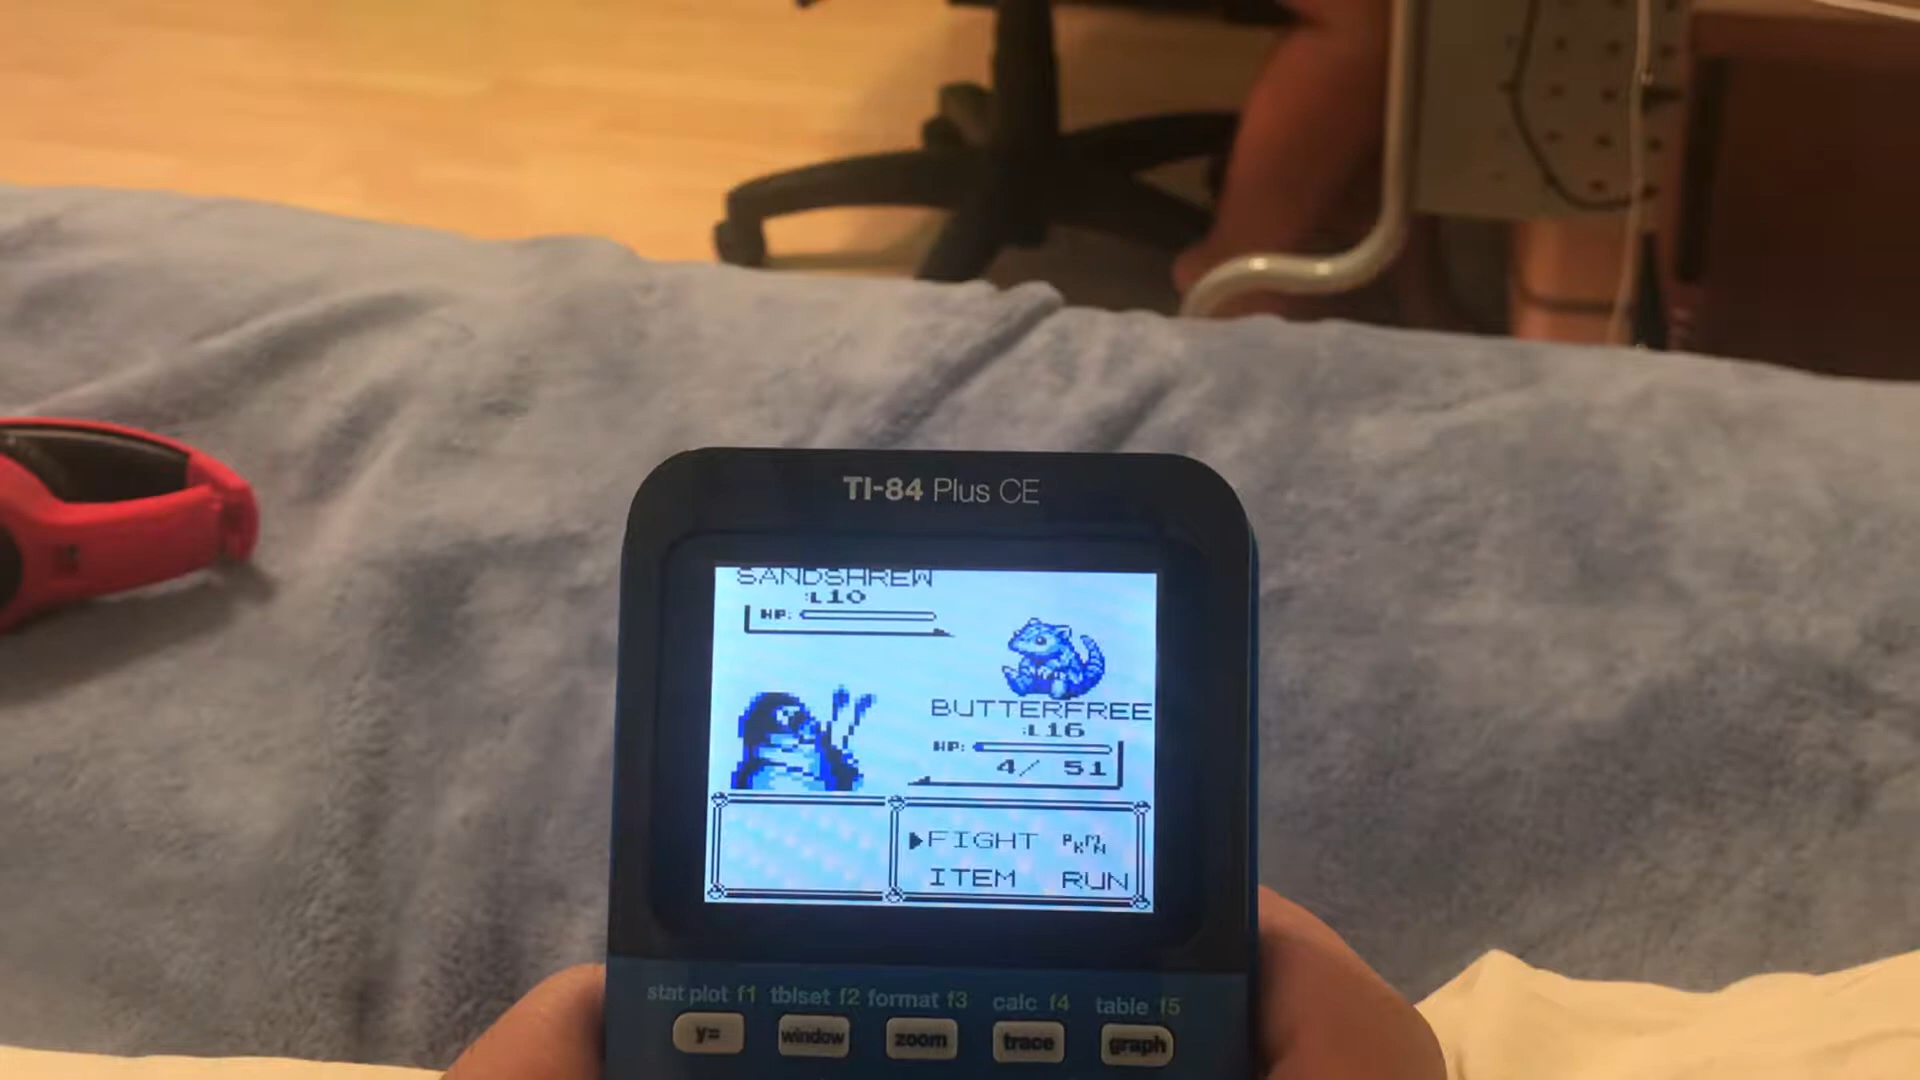 TI-84 Plus CE
SANDSHREW
:L10
HP:
BUTTERFREE
:L16
HP:
4/ 51
▶FIGHT PKMN
ITEM RUN
stat plot f1 tblset f2 format f3 calc f4 table f5
y= window zoom trace graph